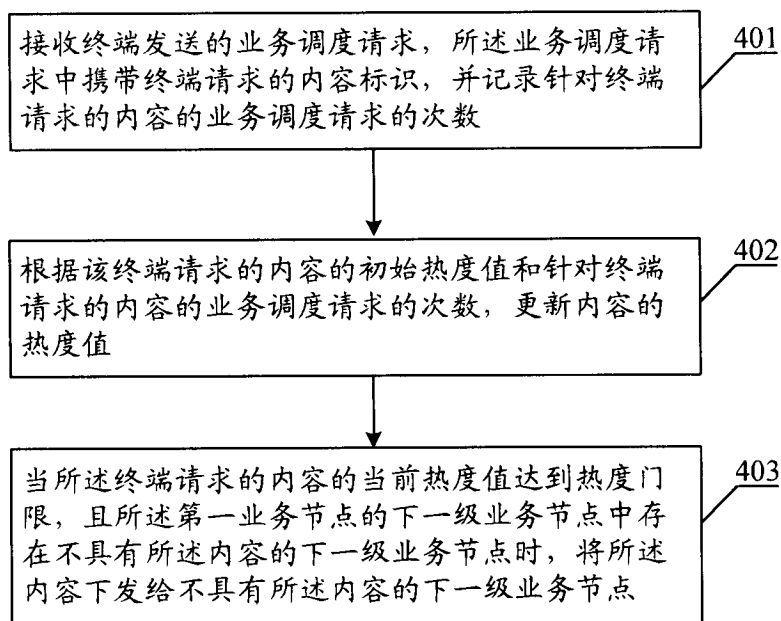 接收终端发送的业务调度请求，所述业务调度请
求中携带终端请求的内容标识，并记录针对终端
请求的内容的业务调度请求的次数
401
根据该终端请求的内容的初始热度值和针对终端
请求的内容的业务调度请求的次数，更新内容的
热度值
402
当所述终端请求的内容的当前热度值达到热度门
限，且所述第一业务节点的下一级业务节点中存
在不具有所述内容的下一级业务节点时，将所述
内容下发给不具有所述内容的下一级业务节点
403